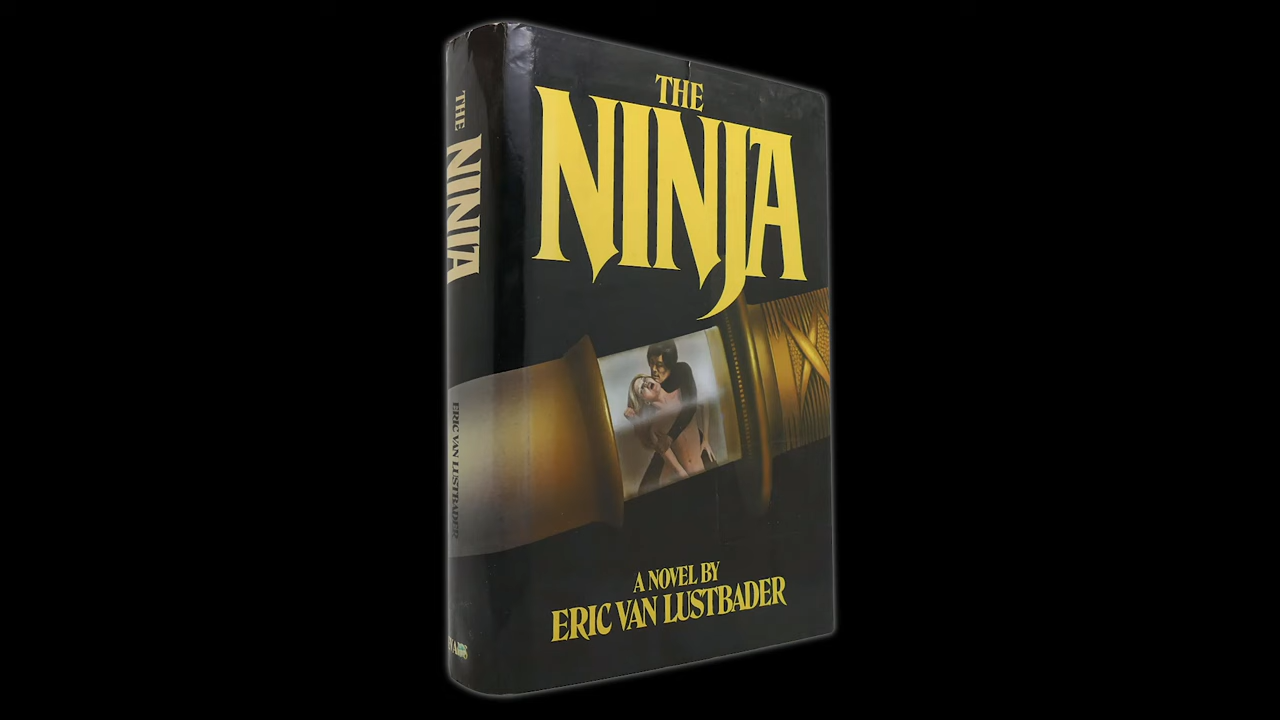 THE
NINJA
A NOVEL BY
ERIC VAN LUSTBADER
THE NINJA
ERIC VAN LUSTBADER